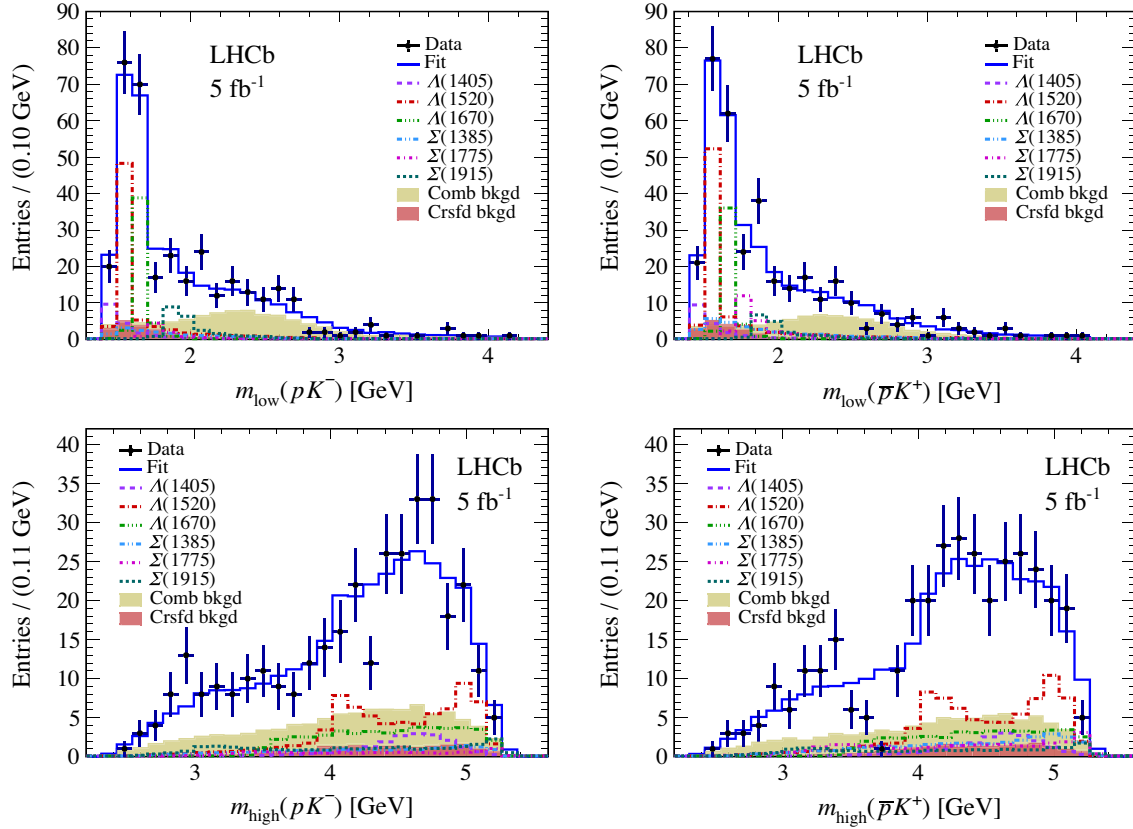 90
80
70
60
50
40
30
20
10
0
Entries / (0.10 GeV)
LHCb
5 fb⁻¹
Data
Fit
Λ(1405)
Λ(1520)
Λ(1670)
Σ(1385)
Σ(1775)
Σ(1915)
Comb bkgd
Crsfd bkgd
2 3 4
m_low(pK⁻) [GeV]
90
80
70
60
50
40
30
20
10
0
Entries / (0.10 GeV)
LHCb
5 fb⁻¹
Data
Fit
Λ(1405)
Λ(1520)
Λ(1670)
Σ(1385)
Σ(1775)
Σ(1915)
Comb bkgd
Crsfd bkgd
2 3 4
m_low(p̅K⁺) [GeV]
40
35
30
25
20
15
10
5
0
Entries / (0.11 GeV)
Data
Fit
Λ(1405)
Λ(1520)
Λ(1670)
Σ(1385)
Σ(1775)
Σ(1915)
Comb bkgd
Crsfd bkgd
LHCb
5 fb⁻¹
3 4 5
m_high(pK⁻) [GeV]
40
35
30
25
20
15
10
5
0
Entries / (0.11 GeV)
Data
Fit
Λ(1405)
Λ(1520)
Λ(1670)
Σ(1385)
Σ(1775)
Σ(1915)
Comb bkgd
Crsfd bkgd
LHCb
5 fb⁻¹
3 4 5
m_high(p̅K⁺) [GeV]